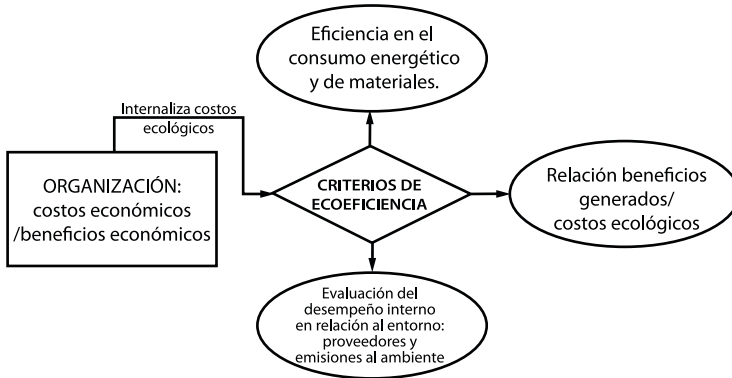 Eficiencia en el
consumo energético
y de materiales.
Internaliza costos
ecológicos
ORGANIZACIÓN:
costos económicos
/beneficios económicos
CRITERIOS DE
ECOEFICIENCIA
Relación beneficios
generados/
costos ecológicos
Evaluación del
desempeño interno
en relación al entorno:
proveedores y
emisiones al ambiente